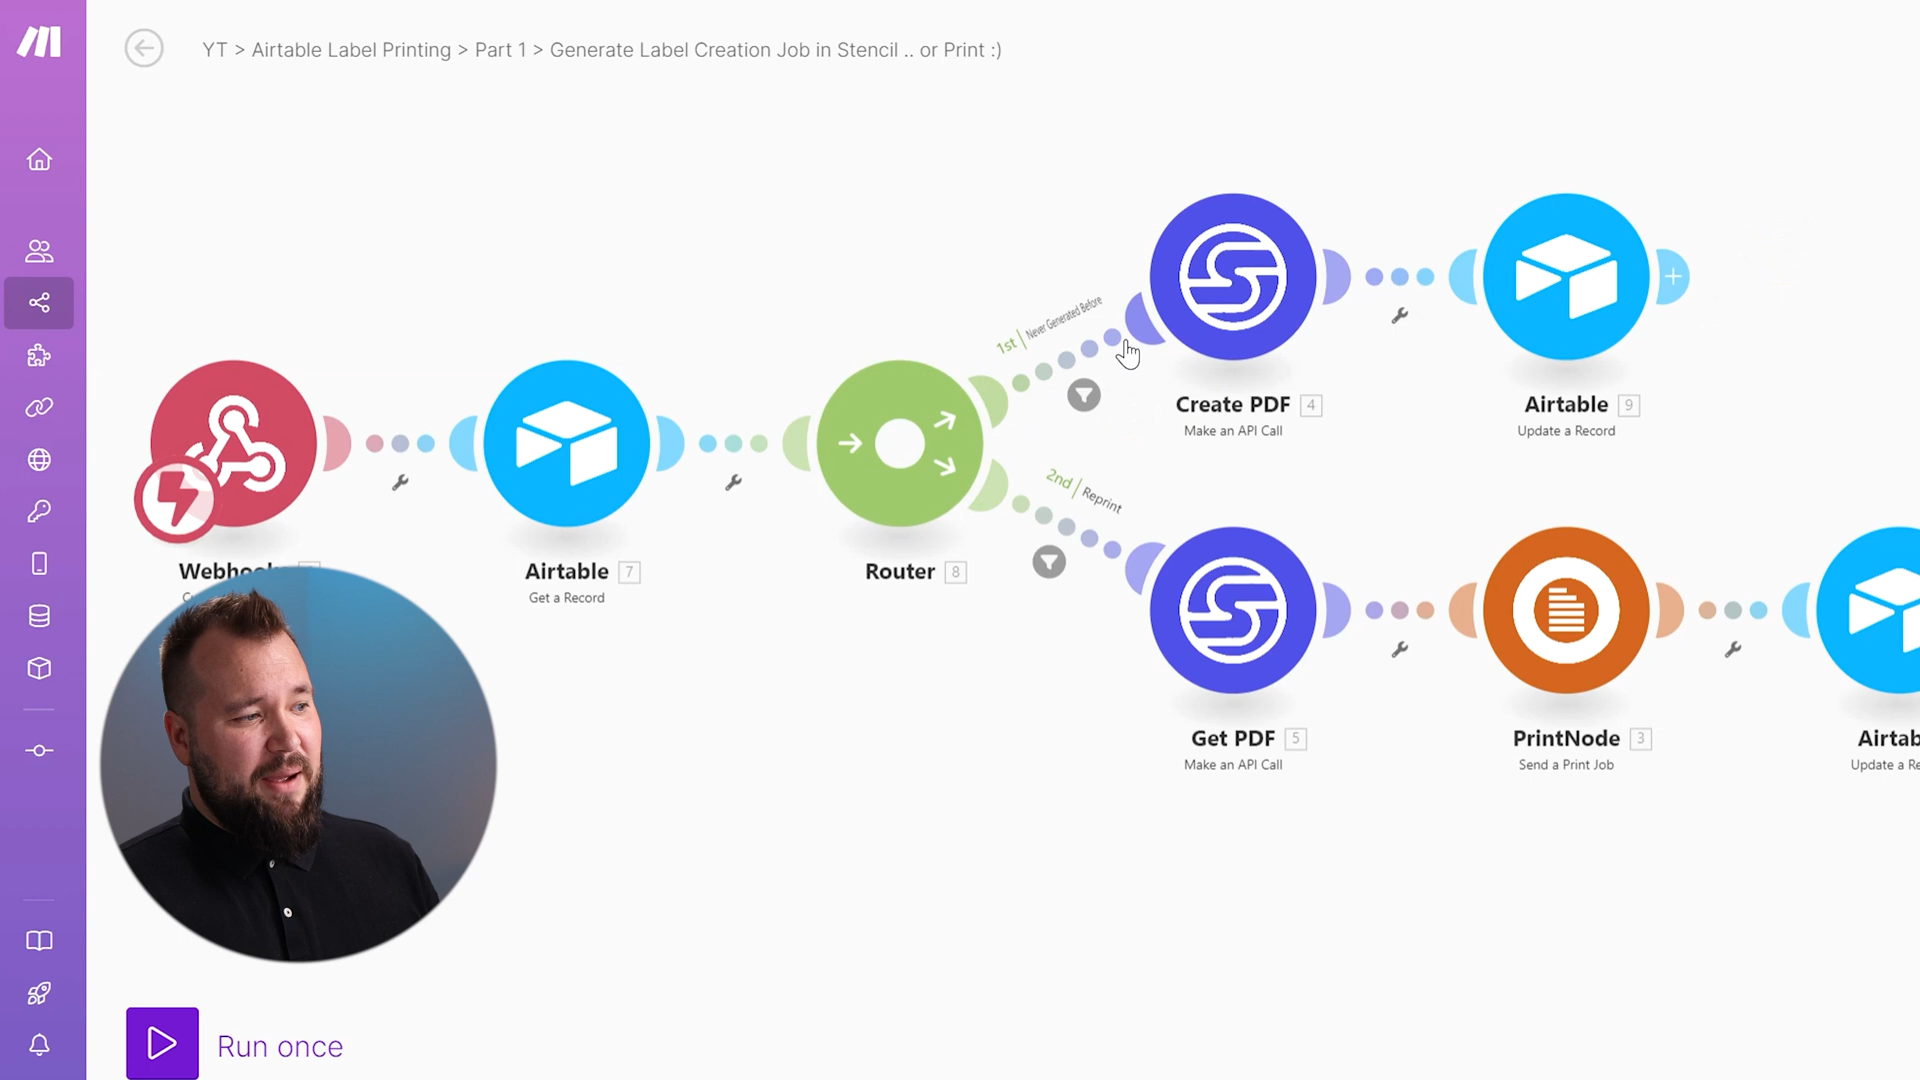 YT > Airtable Label Printing > Part 1 > Generate Label Creation Job in Stencil .. or Print :)
1st | Never Generated Before
Create PDF 4
Make an API Call
Airtable 9
Update a Record
2nd | Reprint
Airtable 7
Get a Record
Router 8
Get PDF 5
Make an API Call
PrintNode 3
Send a Print Job
Run once